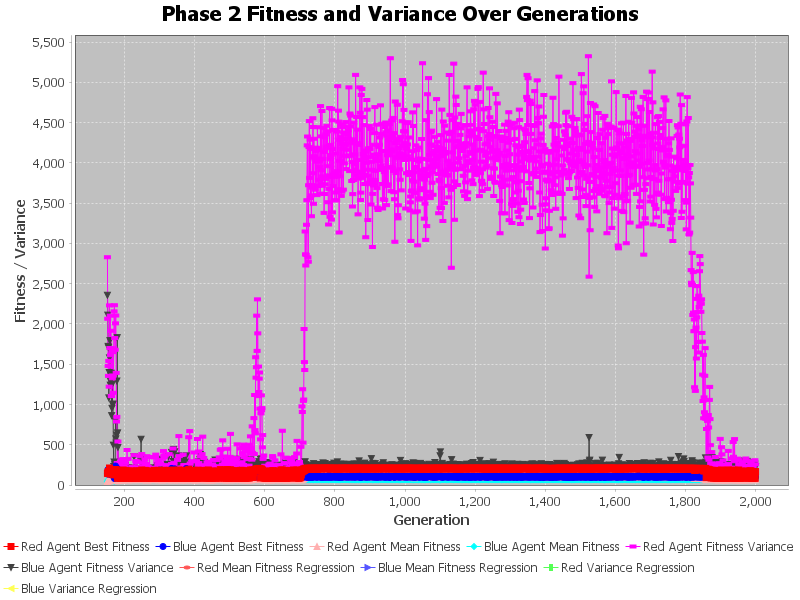 Phase 2 Fitness and Variance Over Generations
5,500
5,000
4,500
4,000
3,500
3,000
2,500
2,000
1,500
1,000
500
0
Fitness / Variance
200 400 600 800 1,000 1,200 1,400 1,600 1,800 2,000
Generation
Red Agent Best Fitness Blue Agent Best Fitness Red Agent Mean Fitness Blue Agent Mean Fitness Red Agent Fitness Variance
Blue Agent Fitness Variance Red Mean Fitness Regression Blue Mean Fitness Regression Red Variance Regression
Blue Variance Regression